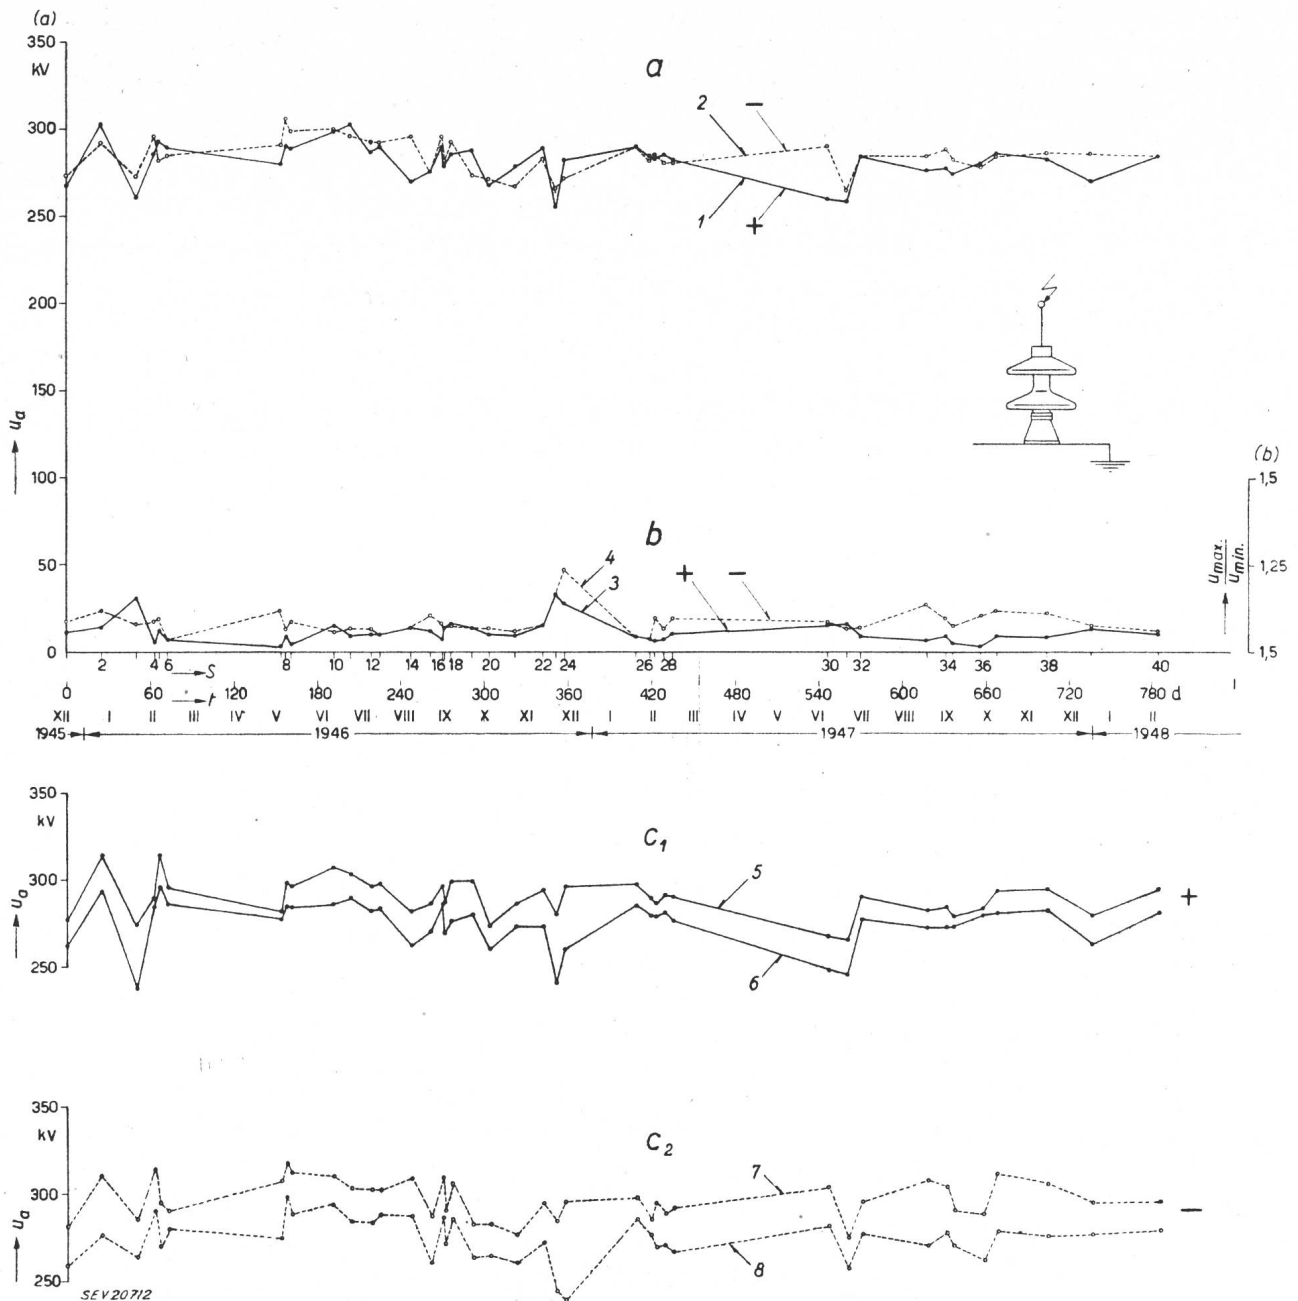 (a)
350
kV
a
2 −
300
250
1 +
200
150
u_a
100
(b)
1,5
b
+ −
4
3
50
1,25
u_max.
u_min.
0
1,5
2 4 6 S 8 10 12 14 16 18 20 22 24 26 28 30 32 34 36 38 40
0 60 120 180 240 300 360 420 480 540 600 660 720 780 d
t
XII I II III IV V VI VII VIII IX X XI XII I II III IV V VI VII VIII IX X XI XII I II
1945 1946 1947 1948
350
kV
C₁
5
300
+
u_a
250
6
350
kV
C₂
7
300
−
u_a
8
250
SEV 20712